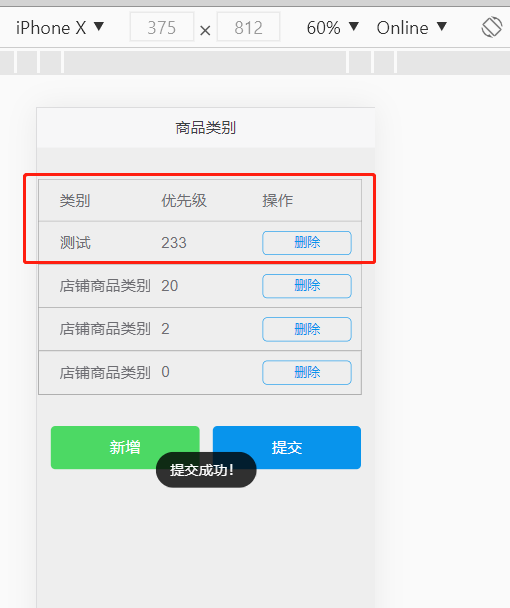 iPhone X ▼ 375 × 812 60% ▼ Online ▼
商品类别
类别 优先级 操作
测试 233 删除
店铺商品类别 20 删除
店铺商品类别 2 删除
店铺商品类别 0 删除
新增 提交
提交成功！